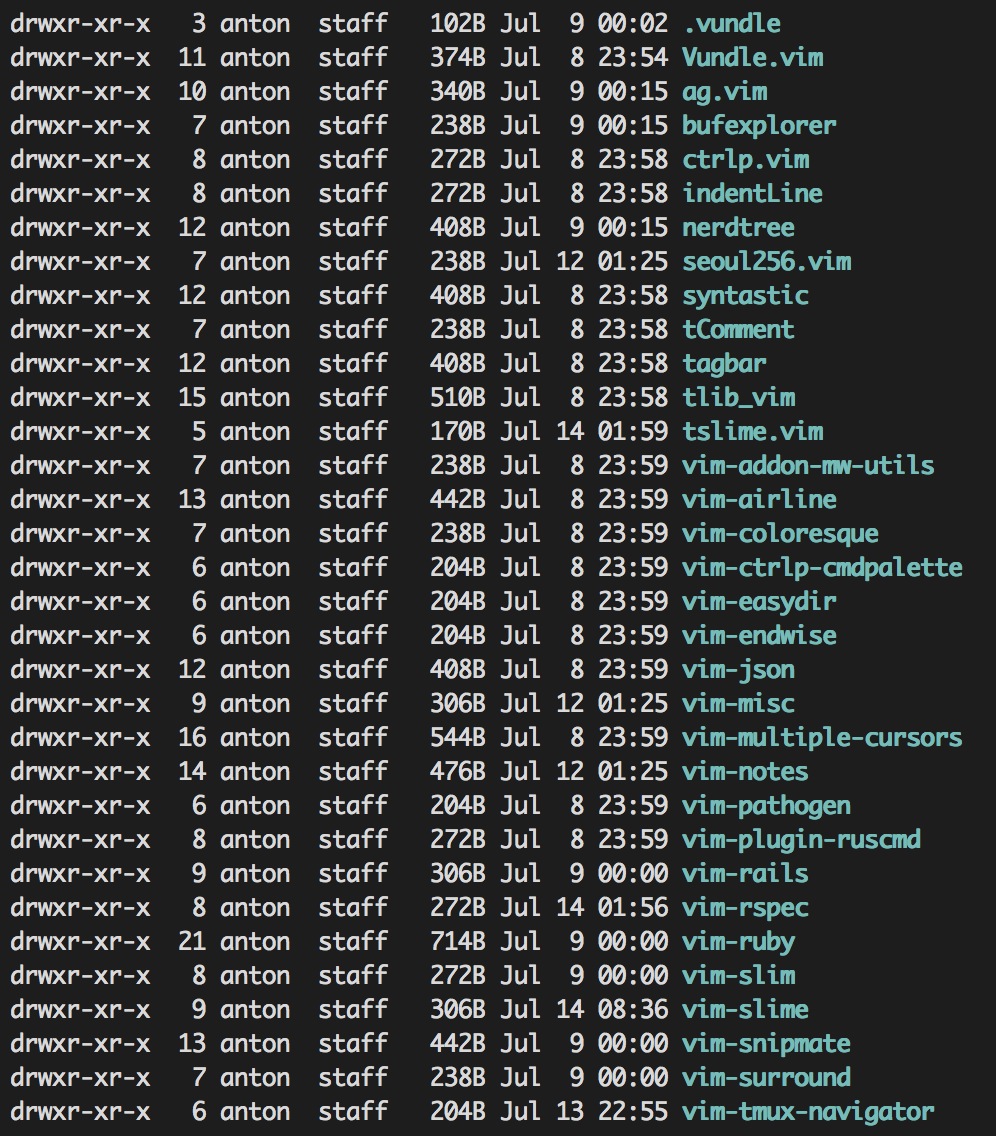 drwxr-xr-x   3 anton  staff   102B Jul  9 00:02 .vundle
drwxr-xr-x  11 anton  staff   374B Jul  8 23:54 Vundle.vim
drwxr-xr-x  10 anton  staff   340B Jul  9 00:15 ag.vim
drwxr-xr-x   7 anton  staff   238B Jul  9 00:15 bufexplorer
drwxr-xr-x   8 anton  staff   272B Jul  8 23:58 ctrlp.vim
drwxr-xr-x   8 anton  staff   272B Jul  8 23:58 indentLine
drwxr-xr-x  12 anton  staff   408B Jul  9 00:15 nerdtree
drwxr-xr-x   7 anton  staff   238B Jul 12 01:25 seoul256.vim
drwxr-xr-x  12 anton  staff   408B Jul  8 23:58 syntastic
drwxr-xr-x   7 anton  staff   238B Jul  8 23:58 tComment
drwxr-xr-x  12 anton  staff   408B Jul  8 23:58 tagbar
drwxr-xr-x  15 anton  staff   510B Jul  8 23:58 tlib_vim
drwxr-xr-x   5 anton  staff   170B Jul 14 01:59 tslime.vim
drwxr-xr-x   7 anton  staff   238B Jul  8 23:59 vim-addon-mw-utils
drwxr-xr-x  13 anton  staff   442B Jul  8 23:59 vim-airline
drwxr-xr-x   7 anton  staff   238B Jul  8 23:59 vim-coloresque
drwxr-xr-x   6 anton  staff   204B Jul  8 23:59 vim-ctrlp-cmdpalette
drwxr-xr-x   6 anton  staff   204B Jul  8 23:59 vim-easydir
drwxr-xr-x   6 anton  staff   204B Jul  8 23:59 vim-endwise
drwxr-xr-x  12 anton  staff   408B Jul  8 23:59 vim-json
drwxr-xr-x   9 anton  staff   306B Jul 12 01:25 vim-misc
drwxr-xr-x  16 anton  staff   544B Jul  8 23:59 vim-multiple-cursors
drwxr-xr-x  14 anton  staff   476B Jul 12 01:25 vim-notes
drwxr-xr-x   6 anton  staff   204B Jul  8 23:59 vim-pathogen
drwxr-xr-x   8 anton  staff   272B Jul  8 23:59 vim-plugin-ruscmd
drwxr-xr-x   9 anton  staff   306B Jul  9 00:00 vim-rails
drwxr-xr-x   8 anton  staff   272B Jul 14 01:56 vim-rspec
drwxr-xr-x  21 anton  staff   714B Jul  9 00:00 vim-ruby
drwxr-xr-x   8 anton  staff   272B Jul  9 00:00 vim-slim
drwxr-xr-x   9 anton  staff   306B Jul 14 08:36 vim-slime
drwxr-xr-x  13 anton  staff   442B Jul  9 00:00 vim-snipmate
drwxr-xr-x   7 anton  staff   238B Jul  9 00:00 vim-surround
drwxr-xr-x   6 anton  staff   204B Jul 13 22:55 vim-tmux-navigator